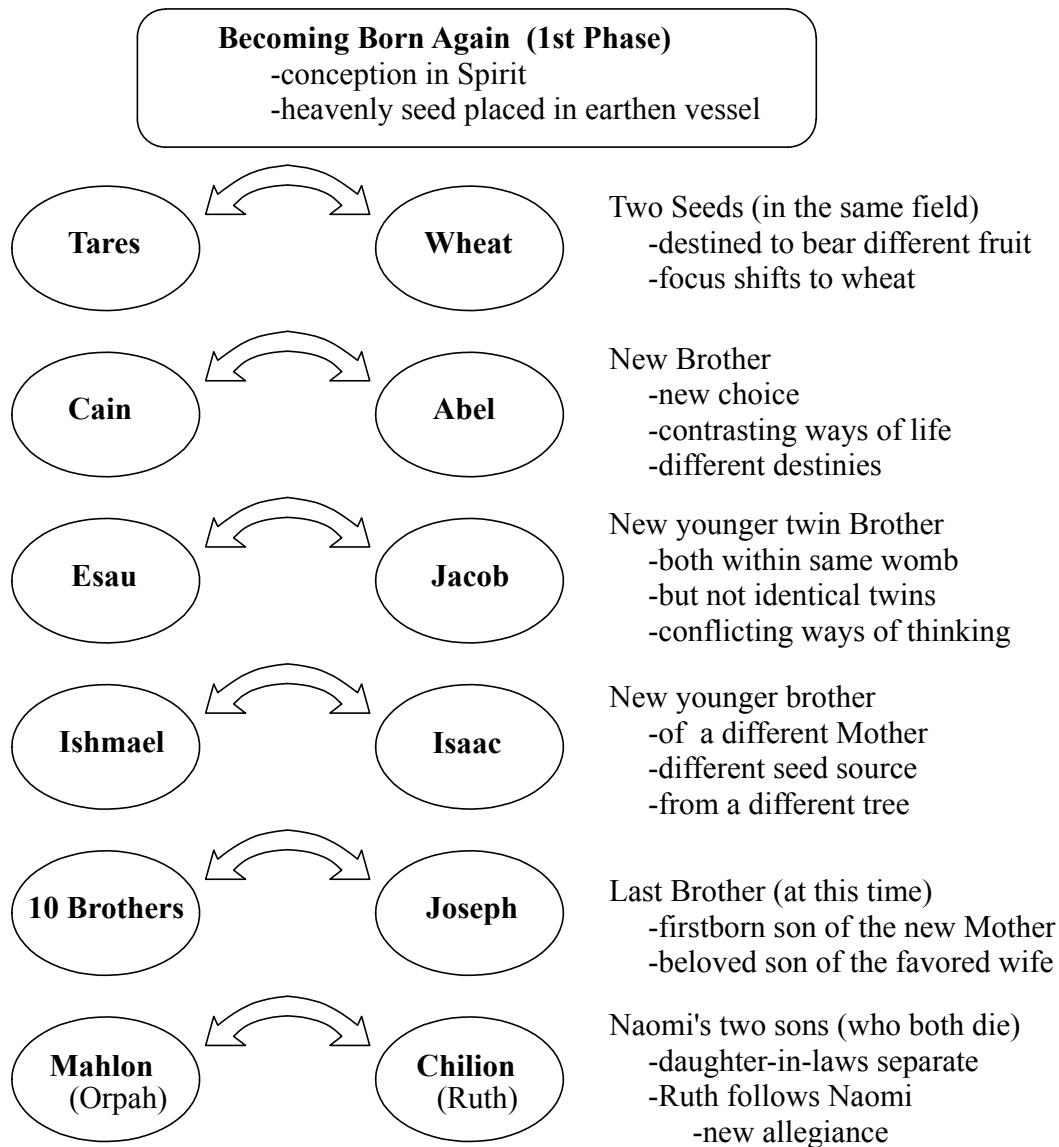 Becoming Born Again (1st Phase)
-conception in Spirit
-heavenly seed placed in earthen vessel
Tares
Wheat
Two Seeds (in the same field)
-destined to bear different fruit
-focus shifts to wheat
Cain
Abel
New Brother
-new choice
-contrasting ways of life
-different destinies
Esau
Jacob
New younger twin Brother
-both within same womb
-but not identical twins
-conflicting ways of thinking
Ishmael
Isaac
New younger brother
-of a different Mother
-different seed source
-from a different tree
10 Brothers
Joseph
Last Brother (at this time)
-firstborn son of the new Mother
-beloved son of the favored wife
Mahlon
(Orpah)
Chilion
(Ruth)
Naomi's two sons (who both die)
-daughter-in-laws separate
-Ruth follows Naomi
-new allegiance